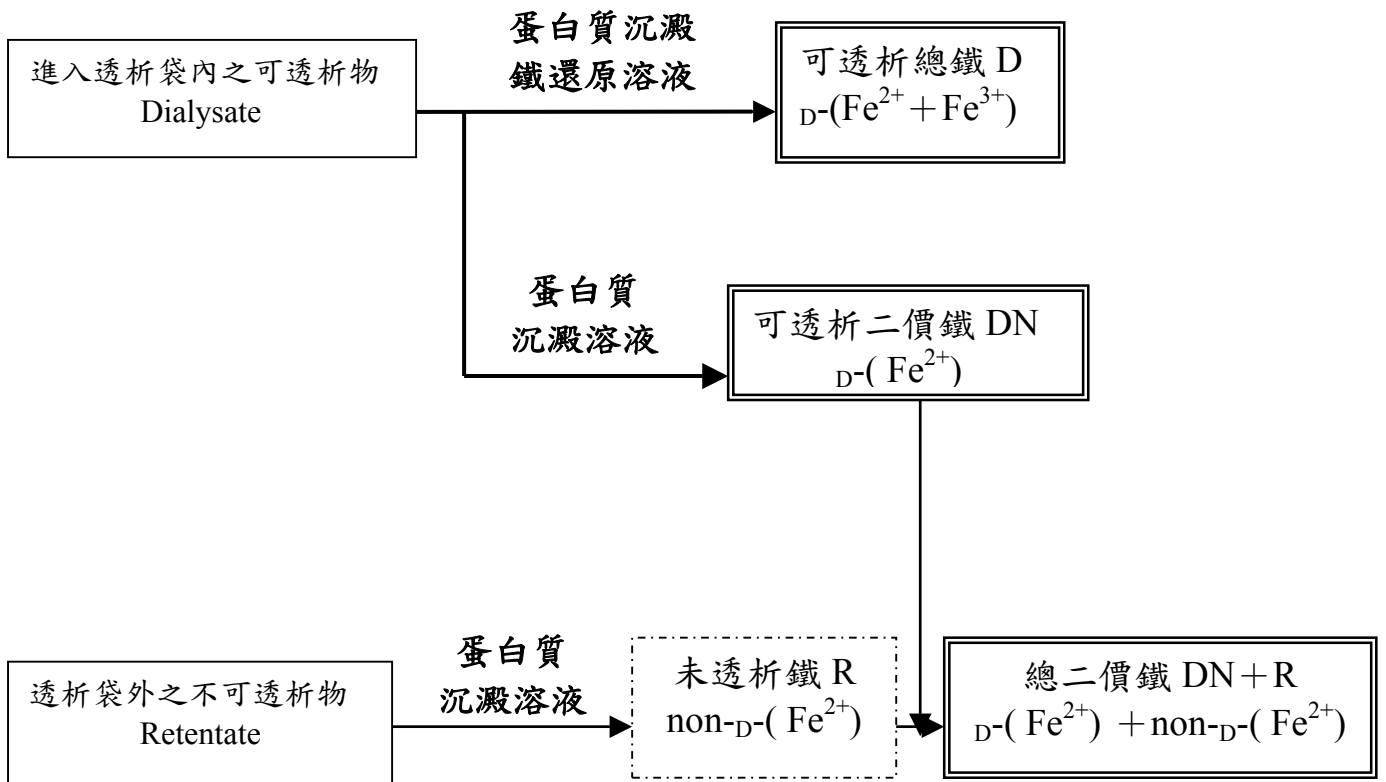 進入透析袋內之可透析物
Dialysate
蛋白質沉澱
鐵還原溶液
可透析總鐵 D
D-(Fe2+＋Fe3+)
蛋白質
沉澱溶液
可透析二價鐵 DN
D-( Fe2+)
透析袋外之不可透析物
Retentate
蛋白質
沉澱溶液
未透析鐵 R
non-D-( Fe2+)
總二價鐵 DN＋R
D-( Fe2+) ＋non-D-( Fe2+)